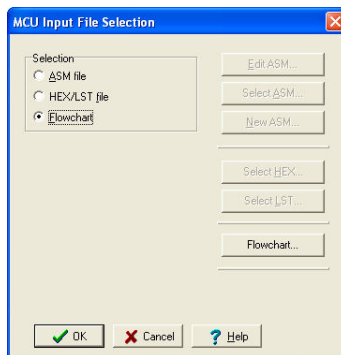 MCU Input File Selection
Selection
ASM file
HEX/LST file
Flowchart
Edit ASM...
Select ASM...
New ASM...
Select HEX...
Select LST...
Flowchart...
OK
Cancel
Help